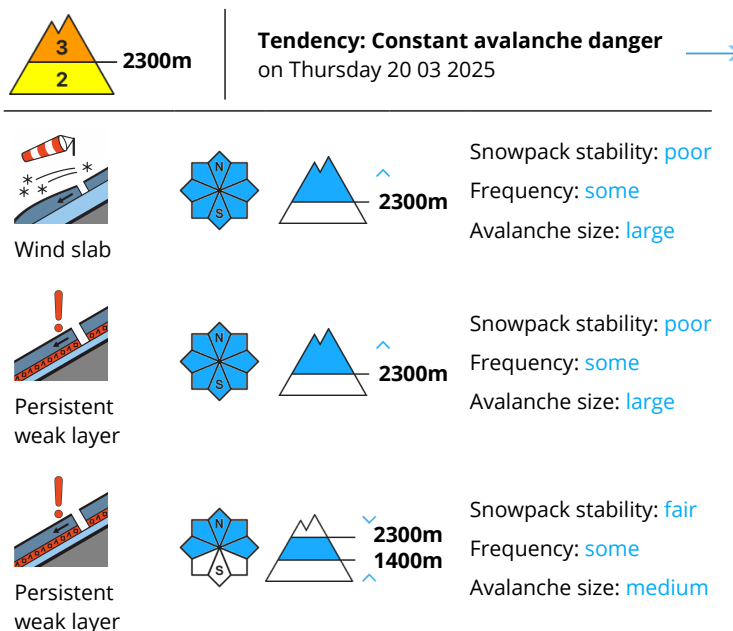 3
2
2300m
Tendency: Constant avalanche danger
on Thursday 20 03 2025
Wind slab
N
S
2300m
Snowpack stability: poor
Frequency: some
Avalanche size: large
Persistent
weak layer
N
S
2300m
Snowpack stability: poor
Frequency: some
Avalanche size: large
Persistent
weak layer
N
S
2300m
1400m
Snowpack stability: fair
Frequency: some
Avalanche size: medium